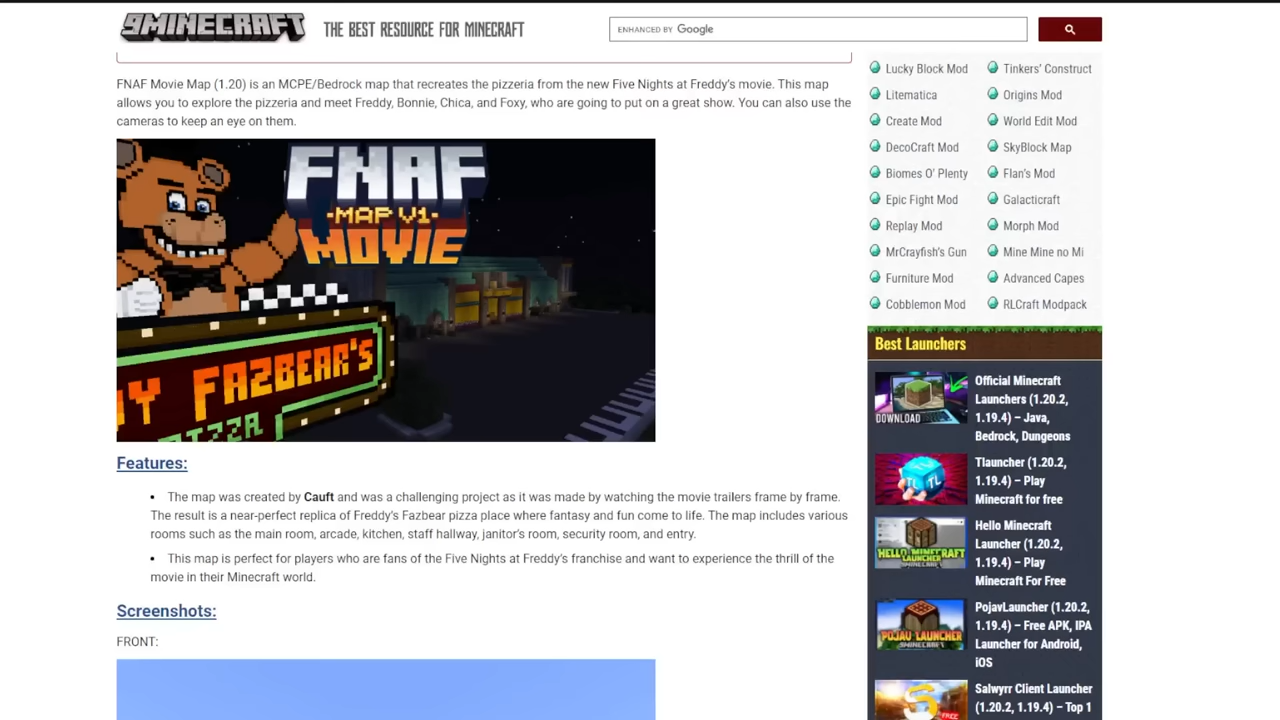 9MINECRAFT
THE BEST RESOURCE FOR MINECRAFT
ENHANCED BY Google
FNAF Movie Map (1.20) is an MCPE/Bedrock map that recreates the pizzeria from the new Five Nights at Freddy's movie. This map
allows you to explore the pizzeria and meet Freddy, Bonnie, Chica, and Foxy, who are going to put on a great show. You can also use the
cameras to keep an eye on them.
FNAF
-MAP V1-
MOVIE
Y FAZBEAR'S
PIZZA
Features:
• The map was created by Cauft and was a challenging project as it was made by watching the movie trailers frame by frame.
The result is a near-perfect replica of Freddy's Fazbear pizza place where fantasy and fun come to life. The map includes various
rooms such as the main room, arcade, kitchen, staff hallway, janitor's room, security room, and entry.
• This map is perfect for players who are fans of the Five Nights at Freddy's franchise and want to experience the thrill of the
movie in their Minecraft world.
Screenshots:
FRONT:
Lucky Block Mod
Tinkers' Construct
Litematica
Origins Mod
Create Mod
World Edit Mod
DecoCraft Mod
SkyBlock Map
Biomes O' Plenty
Flan's Mod
Epic Fight Mod
Galacticraft
Replay Mod
Morph Mod
MrCrayfish's Gun
Mine Mine no Mi
Furniture Mod
Advanced Capes
Cobblemon Mod
RLCraft Modpack
Best Launchers
DOWNLOAD
Official Minecraft
Launchers (1.20.2,
1.19.4) – Java,
Bedrock, Dungeons
TL
TL
Tlauncher (1.20.2,
1.19.4) – Play
Minecraft for free
HELLO MINECRAFT
LAUNCHER
Hello Minecraft
Launcher (1.20.2,
1.19.4) – Play
Minecraft For Free
POJAV LAUNCHER
9MINECRAFT
PojavLauncher (1.20.2,
1.19.4) – Free APK, IPA
Launcher for Android,
iOS
FREE
Salwyrr Client Launcher
(1.20.2, 1.19.4) – Top 1